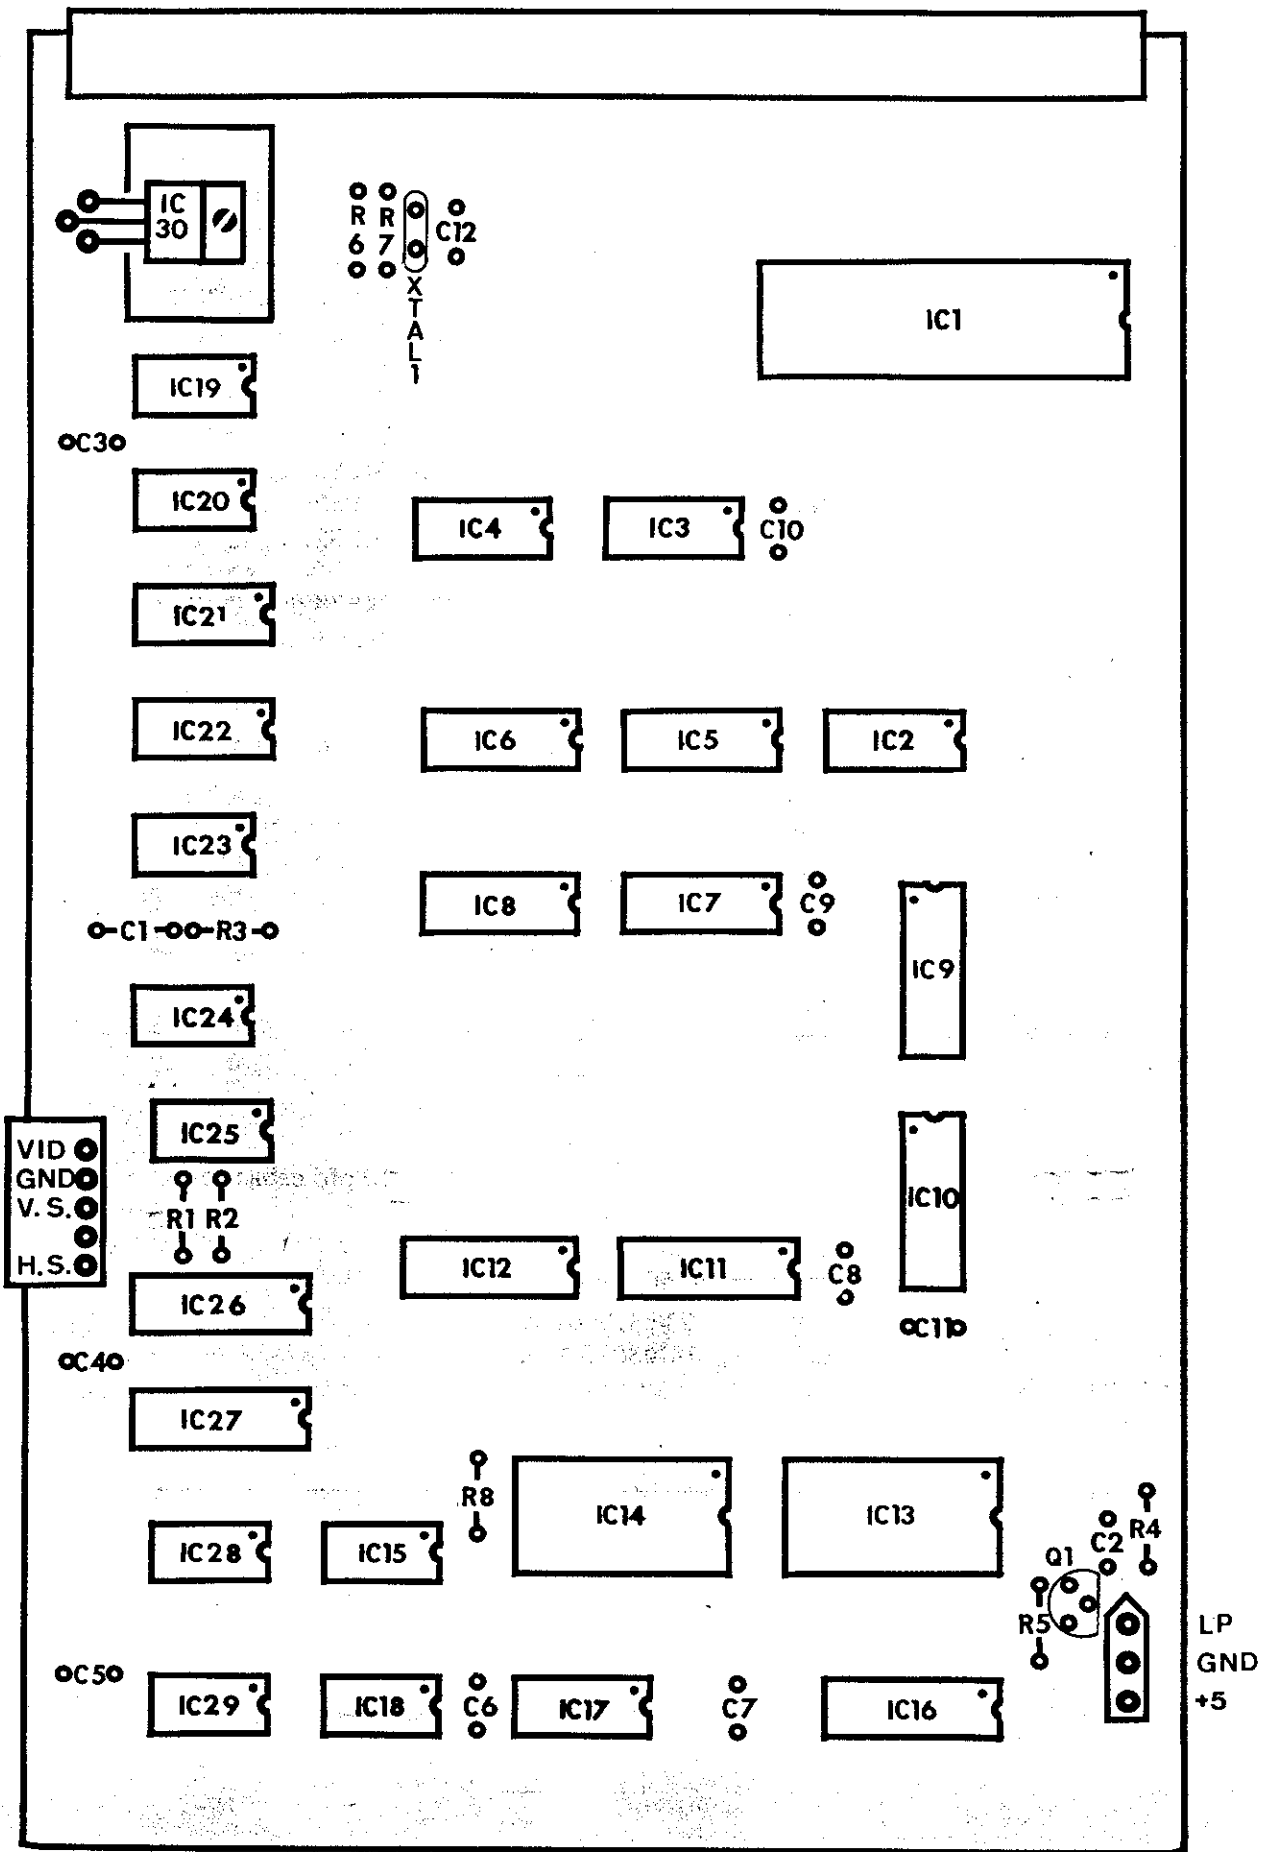 IC
30
R
6
R
7
C12
XTAL1
IC1
IC19
C3
IC20
IC4
IC3
C10
IC21
IC22
IC6
IC5
IC2
IC23
IC8
IC7
C9
C1
R3
IC9
IC24
IC25
VID
GND
V. S.
H. S.
R1
R2
IC10
IC12
IC11
C8
IC26
C11
C4
IC27
R8
IC14
IC13
C2
R4
IC28
IC15
Q1
R5
LP
GND
+5
C5
IC29
IC18
C6
IC17
C7
IC16